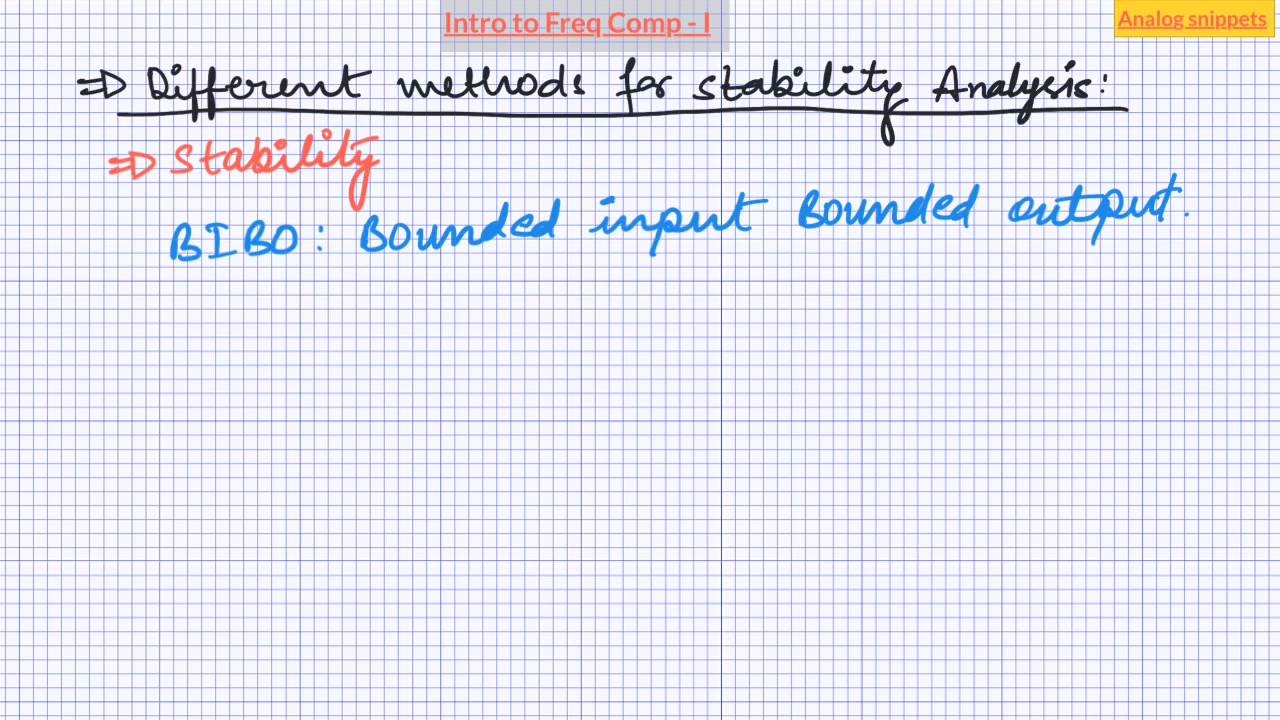 Intro to Freq Comp - I
Analog snippets
⇒ Different methods for stability Analysis:
⇒ Stability
BIBO: Bounded input Bounded output.